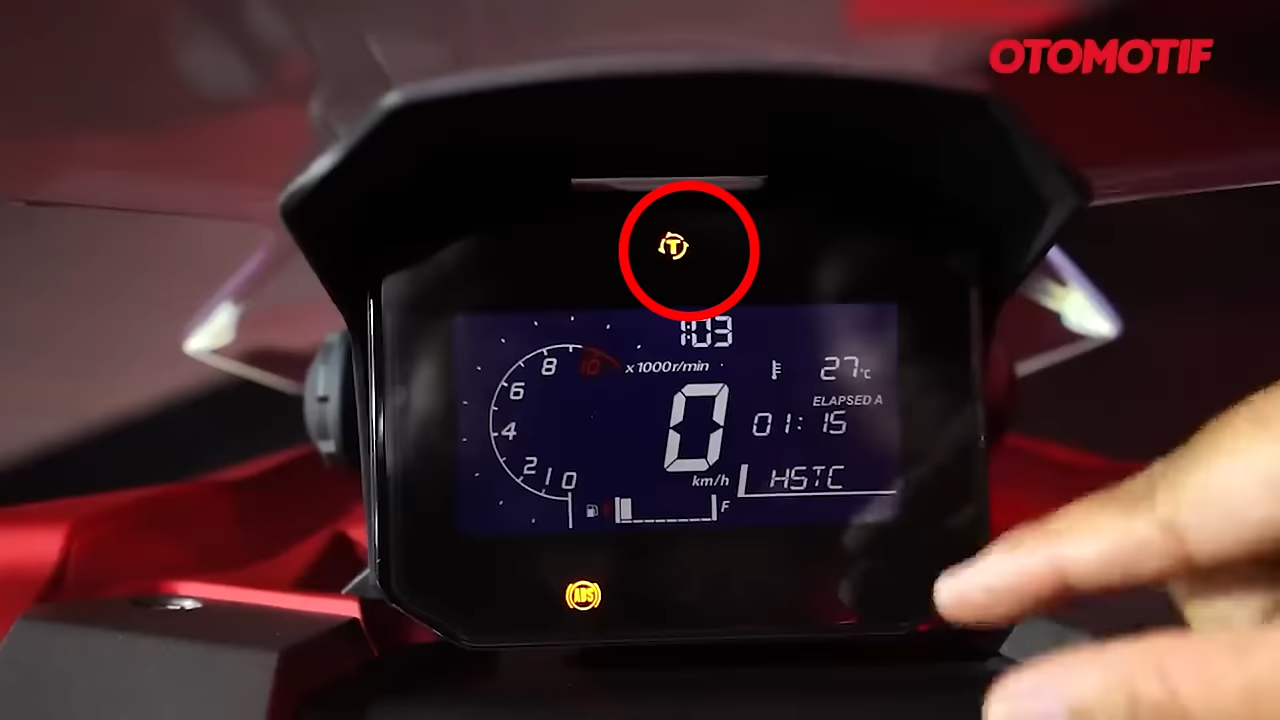 OTOMOTIF
T
1:03
8 10 x1000r/min 27°c
6 ELAPSED A
4 0 01:15
2 1 0 km/h HSTC
F
ABS